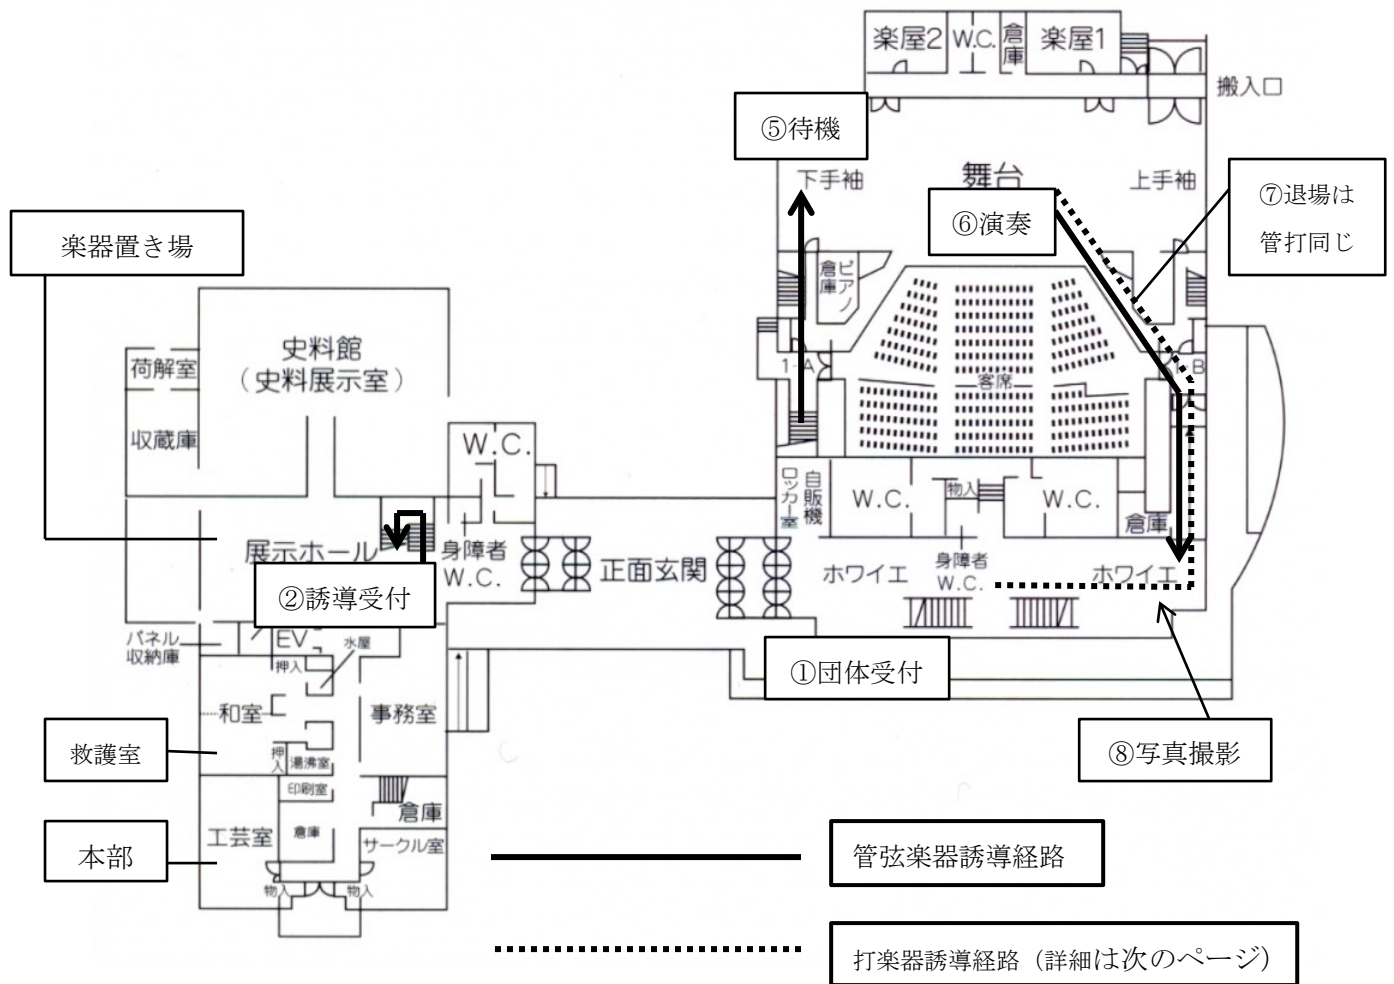 楽屋2
W.C.
倉庫
楽屋1
搬入口
⑤待機
下手袖
舞台
上手袖
⑥演奏
⑦退場は
管打同じ
楽器置き場
ピアノ
倉庫
史料館
(史料展示室)
荷解室
収蔵庫
1-A
客席
1-B
W.C.
ロッカー室
自販機
W.C.
物入
W.C.
倉庫
展示ホール
身障者
W.C.
正面玄関
ホワイエ
身障者
W.C.
ホワイエ
②誘導受付
パネル
収納庫
EV
水屋
押入
①団体受付
和室
事務室
救護室
押入
湯沸室
⑧写真撮影
印刷室
倉庫
工芸室
倉庫
サークル室
本部
物入
物入
管弦楽器誘導経路
打楽器誘導経路(詳細は次のページ)